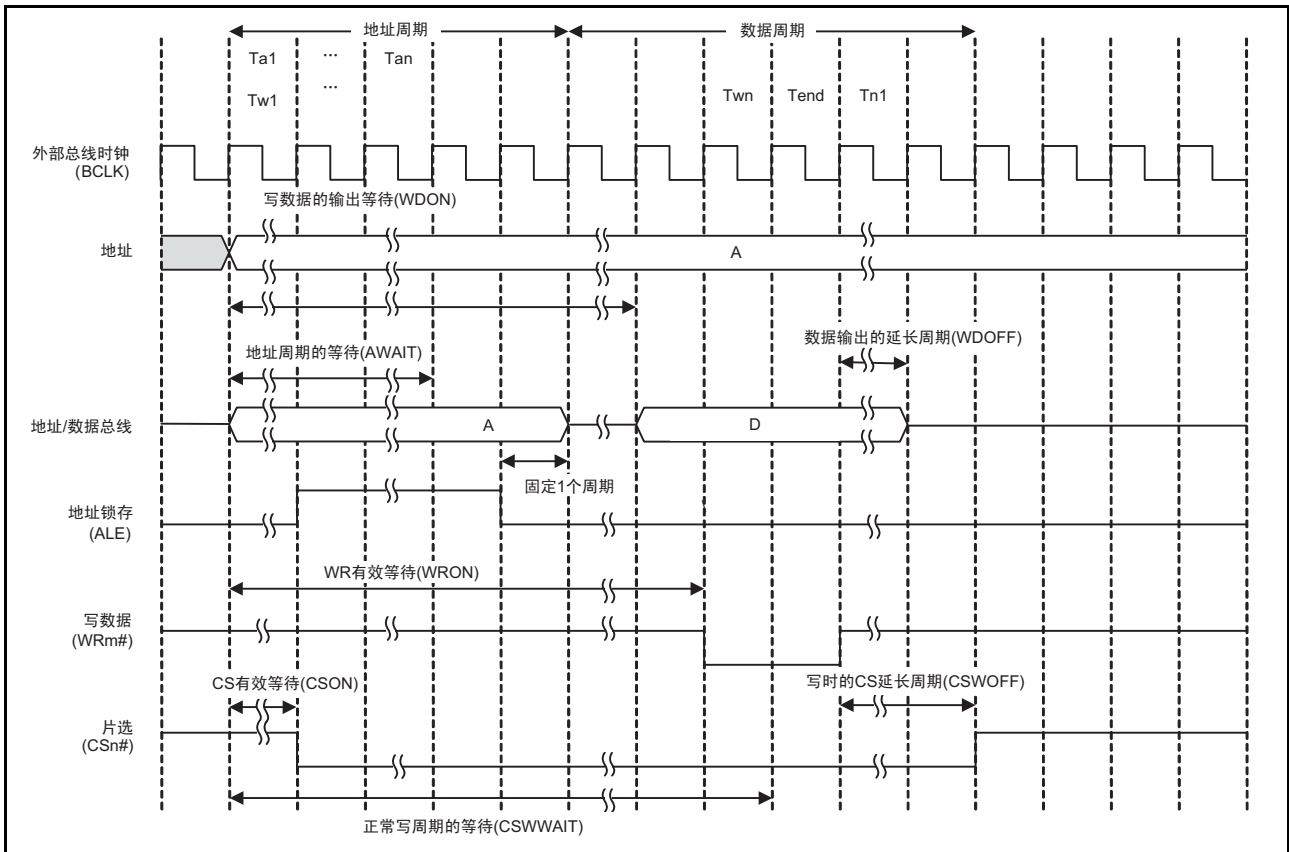 地址周期
数据周期
Ta1 ... Tan
Tw1 ... Twn Tend Tn1
外部总线时钟
(BCLK)
写数据的输出等待(WDON)
地址
A
数据输出的延长周期(WDOFF)
地址周期的等待(AWAIT)
地址/数据总线
A
D
固定1个周期
地址锁存
(ALE)
WR有效等待(WRON)
写数据
(WRm#)
CS有效等待(CSON)
写时的CS延长周期(CSWOFF)
片选
(CSn#)
正常写周期的等待(CSWWAIT)